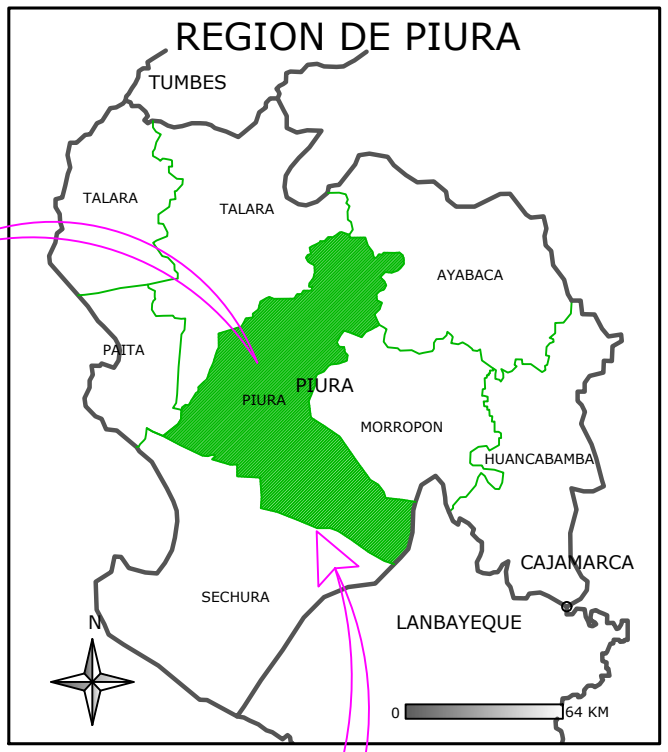 REGION DE PIURA
TUMBES
TALARA
TALARA
AYABACA
PAITA
PIURA
PIURA
MORROPON
HUANCABAMBA
CAJAMARCA
SECHURA
LANBAYEQUE
N
0
64 KM